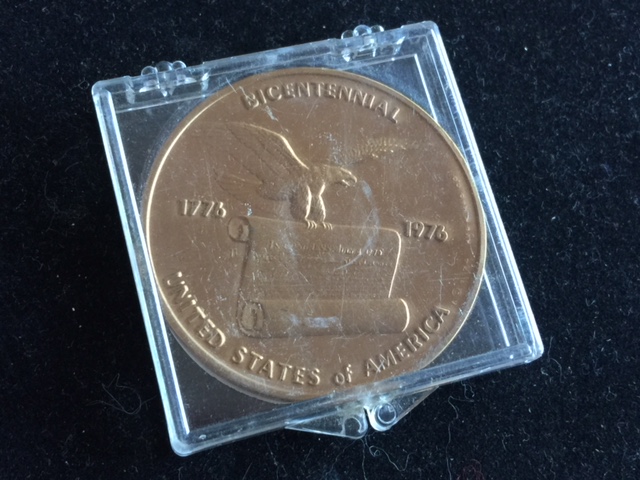 BICENTENNIAL
1776
1976
UNITED STATES of AMERICA